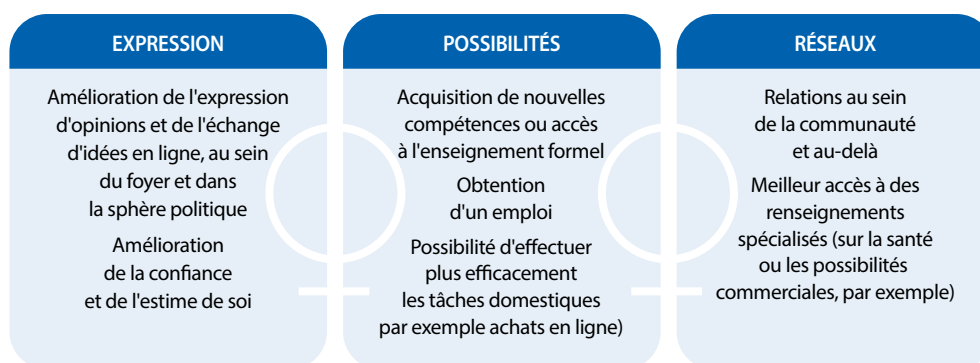 EXPRESSION
Amélioration de l'expression
d'opinions et de l'échange
d'idées en ligne, au sein
du foyer et dans
la sphère politique
Amélioration
de la confiance
et de l'estime de soi
POSSIBILITÉS
Acquisition de nouvelles
compétences ou accès
à l'enseignement formel
Obtention
d'un emploi
Possibilité d'effectuer
plus efficacement
les tâches domestiques
par exemple achats en ligne)
RÉSEAUX
Relations au sein
de la communauté
et au-delà
Meilleur accès à des
renseignements
spécialisés (sur la santé
ou les possibilités
commerciales, par exemple)